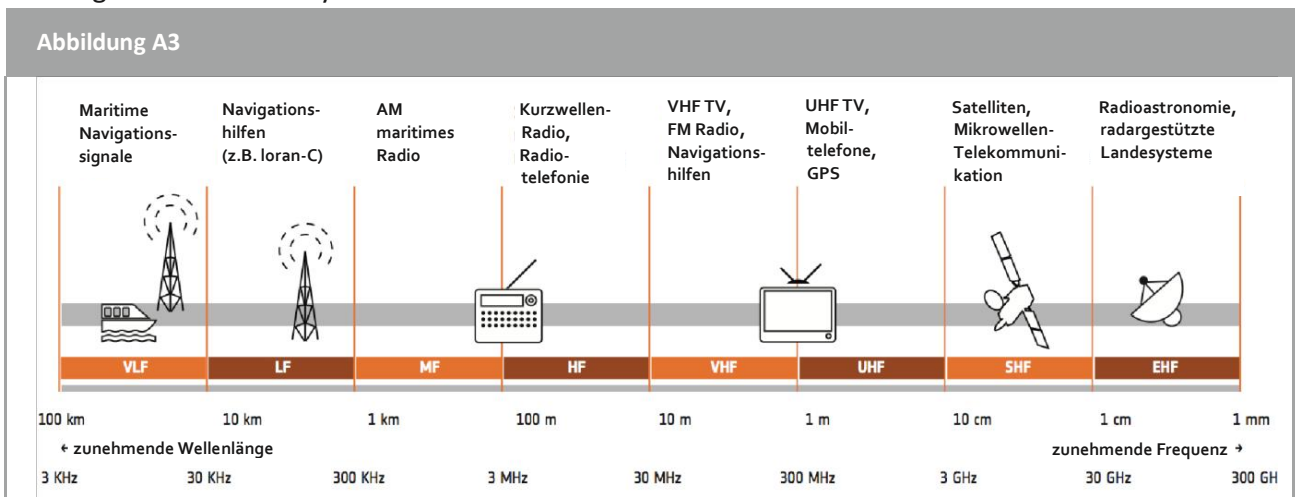 Abbildung A3
Maritime
Navigations-
signale
Navigations-
hilfen
(z.B. loran-C)
AM
maritimes
Radio
Kurzwellen-
Radio,
Radio-
telefonie
VHF TV,
FM Radio,
Navigations-
hilfen
UHF TV,
Mobil-
telefone,
GPS
Satelliten,
Mikrowellen-
Telekommuni-
kation
Radioastronomie,
radargestützte
Landesysteme
VLF LF MF HF VHF UHF SHF EHF
100 km 10 km 1 km 100 m 10 m 1 m 10 cm 1 cm 1 mm
← zunehmende Wellenlänge zunehmende Frequenz →
3 KHz 30 KHz 300 KHz 3 MHz 30 MHz 300 MHz 3 GHz 30 GHz 300 GH